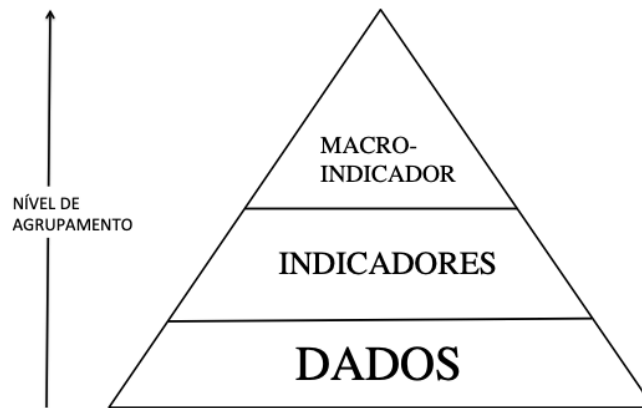 MACRO-
INDICADOR
NÍVEL DE
AGRUPAMENTO
INDICADORES
DADOS